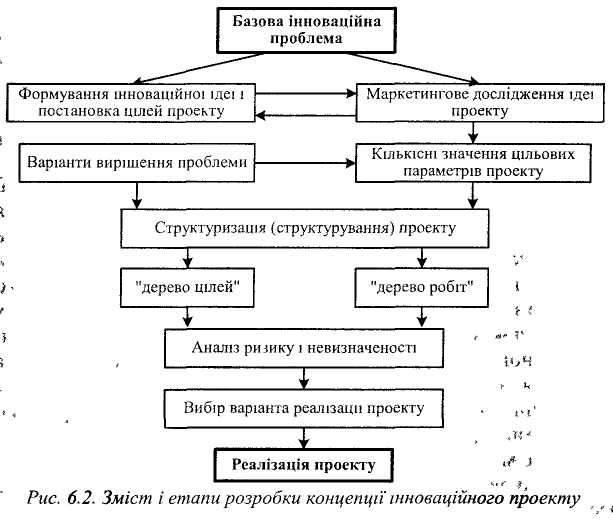 Базова інноваційна
проблема
Формування інноваційної ідеї і
постановка цілей проекту
Маркетингове дослідження ідеї
проекту
Варіанти вирішення проблеми
Кількісні значення цільових
параметрів проекту
Структуризація (структурування) проекту
"дерево цілей"
"дерево робіт"
Аналіз ризику і невизначеності
Вибір варіанта реалізації проекту
Реалізація проекту
Рис. 6.2. Зміст і етапи розробки концепції інноваційного проекту